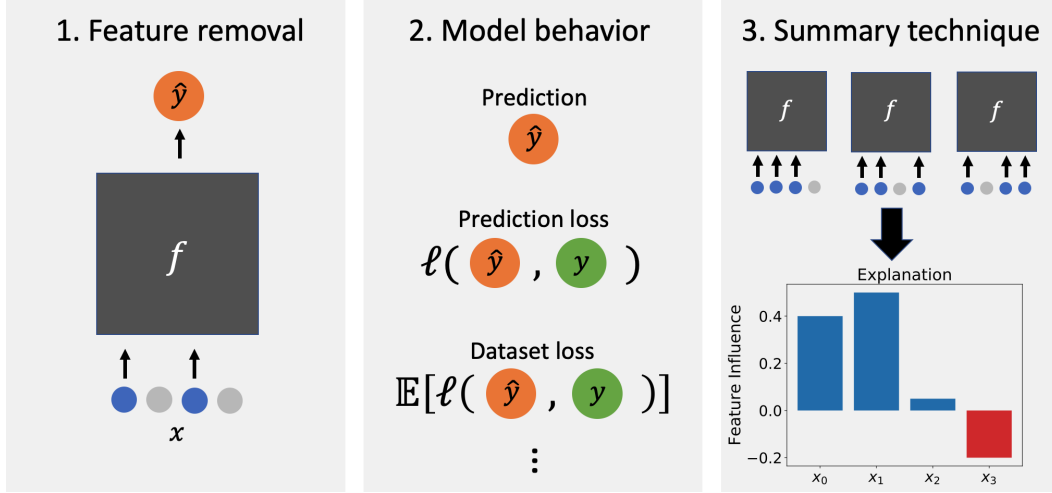 1. Feature removal
ŷ
f
x
2. Model behavior
Prediction
ŷ
Prediction loss
ℓ( ŷ , y )
Dataset loss
𝔼[ℓ( ŷ , y )]
⋮
3. Summary technique
f f f
Explanation
Feature Influence
0.4
0.2
0.0
−0.2
x₀ x₁ x₂ x₃